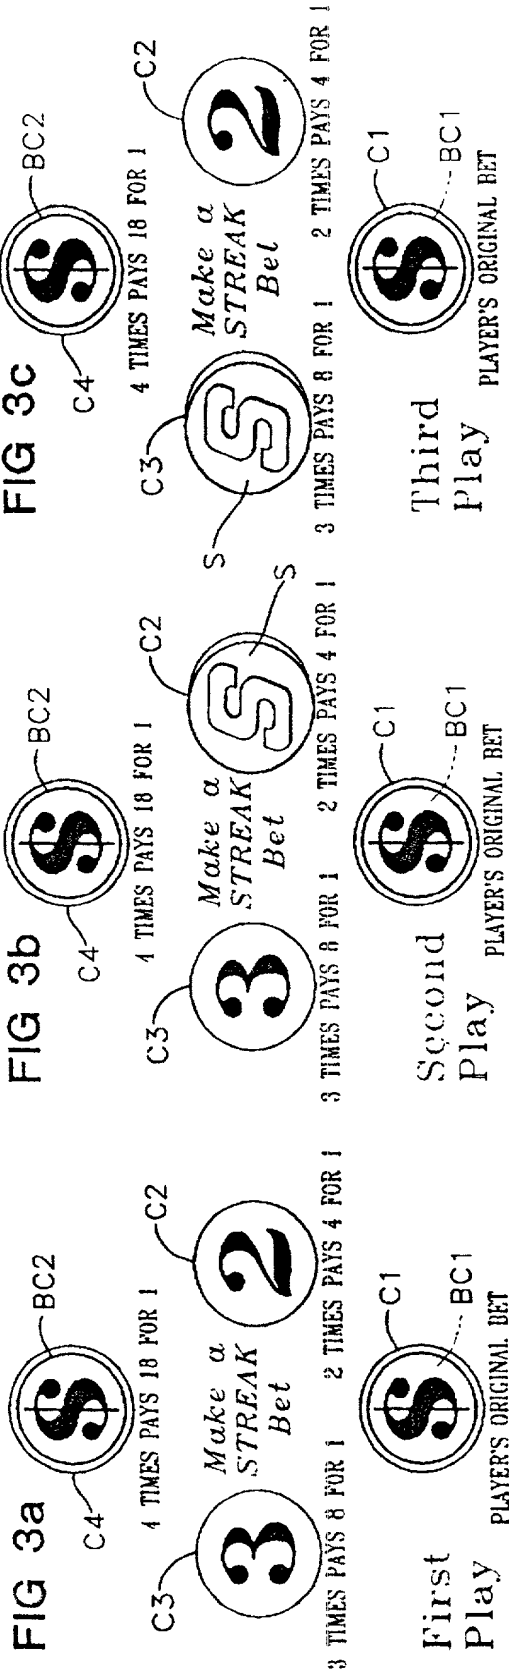 FIG 3a
C4
BC2
4 TIMES PAYS 18 FOR 1
C3
C2
3
Make a
STREAK
Bet
2
3 TIMES PAYS 8 FOR 1
2 TIMES PAYS 4 FOR 1
First
Play
$
C1
BC1
PLAYER'S ORIGINAL BET
FIG 3b
C4
$
BC2
4 TIMES PAYS 18 FOR 1
C3
C2
3
Make a
STREAK
Bet
S
S
3 TIMES PAYS 8 FOR 1
2 TIMES PAYS 4 FOR 1
Second
Play
$
C1
BC1
PLAYER'S ORIGINAL BET
FIG 3c
C4
$
BC2
4 TIMES PAYS 18 FOR 1
C3
C2
S
S
Make a
STREAK
Bet
2
3 TIMES PAYS 8 FOR 1
2 TIMES PAYS 4 FOR 1
Third
Play
$
C1
BC1
PLAYER'S ORIGINAL BET